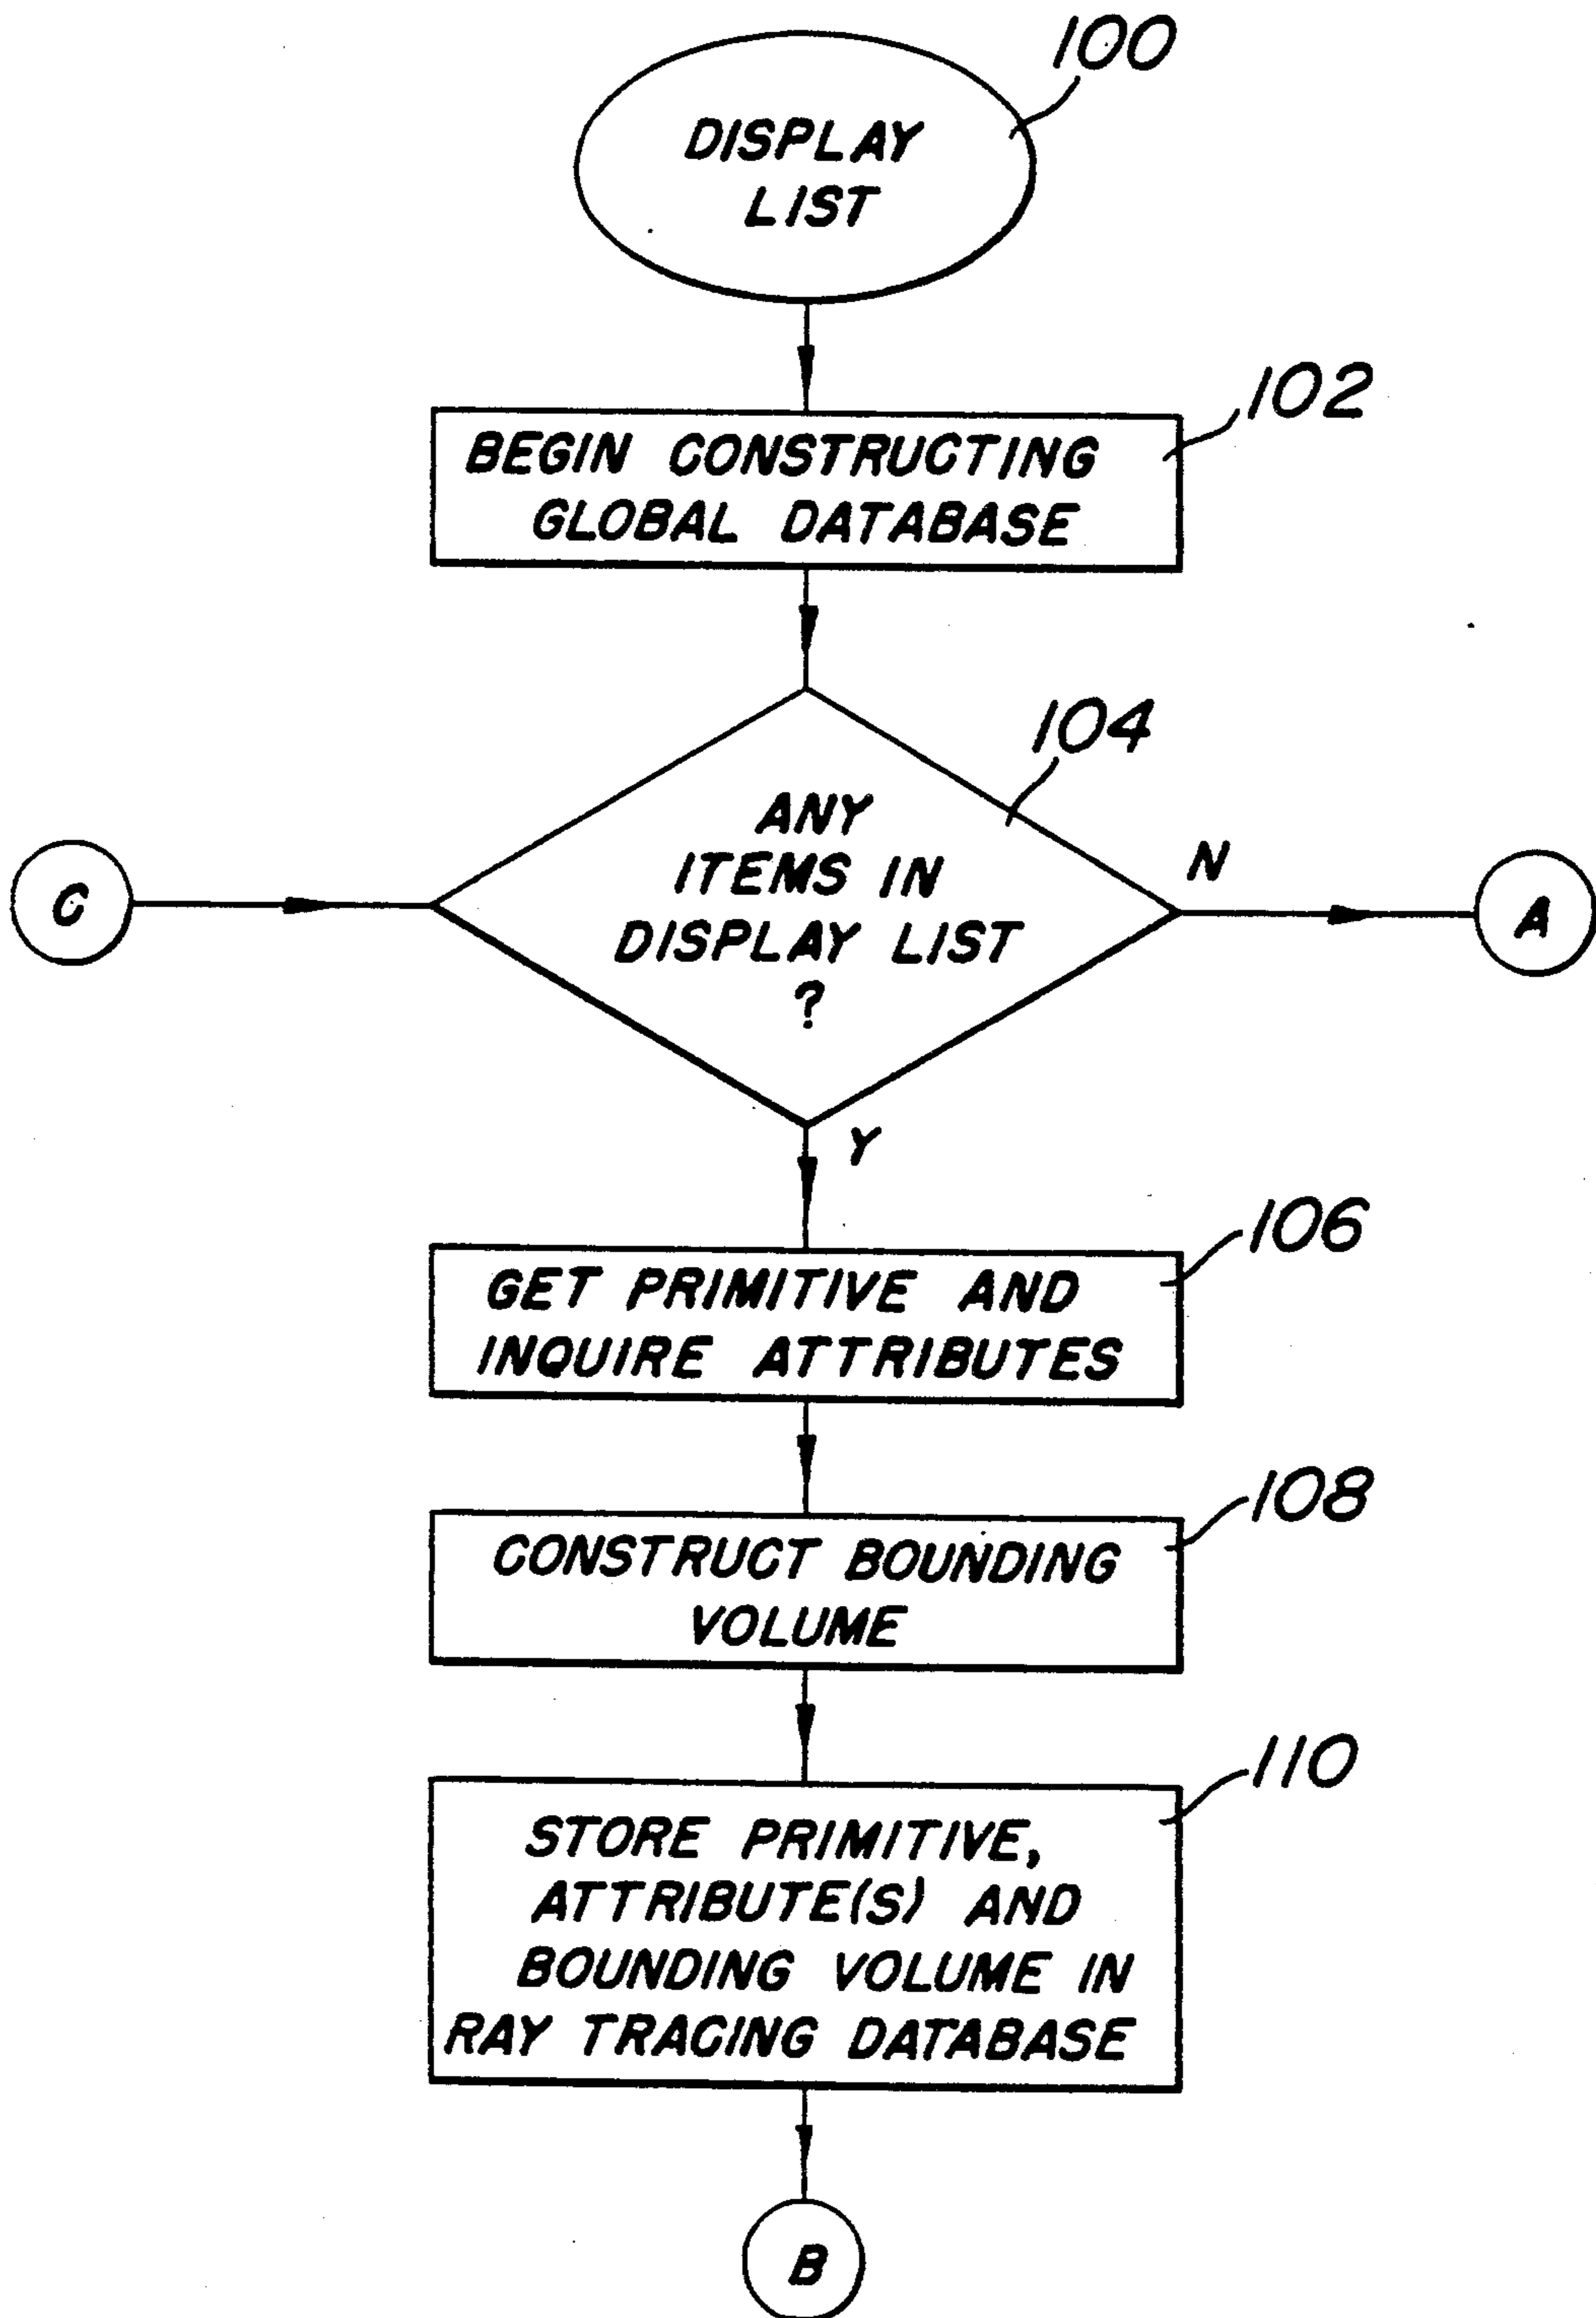 100
DISPLAY
LIST
102
BEGIN CONSTRUCTING
GLOBAL DATABASE
104
ANY
ITEMS IN
DISPLAY LIST
?
C
N
A
Y
106
GET PRIMITIVE AND
INQUIRE ATTRIBUTES
108
CONSTRUCT BOUNDING
VOLUME
110
STORE PRIMITIVE,
ATTRIBUTE(S) AND
BOUNDING VOLUME IN
RAY TRACING DATABASE
B